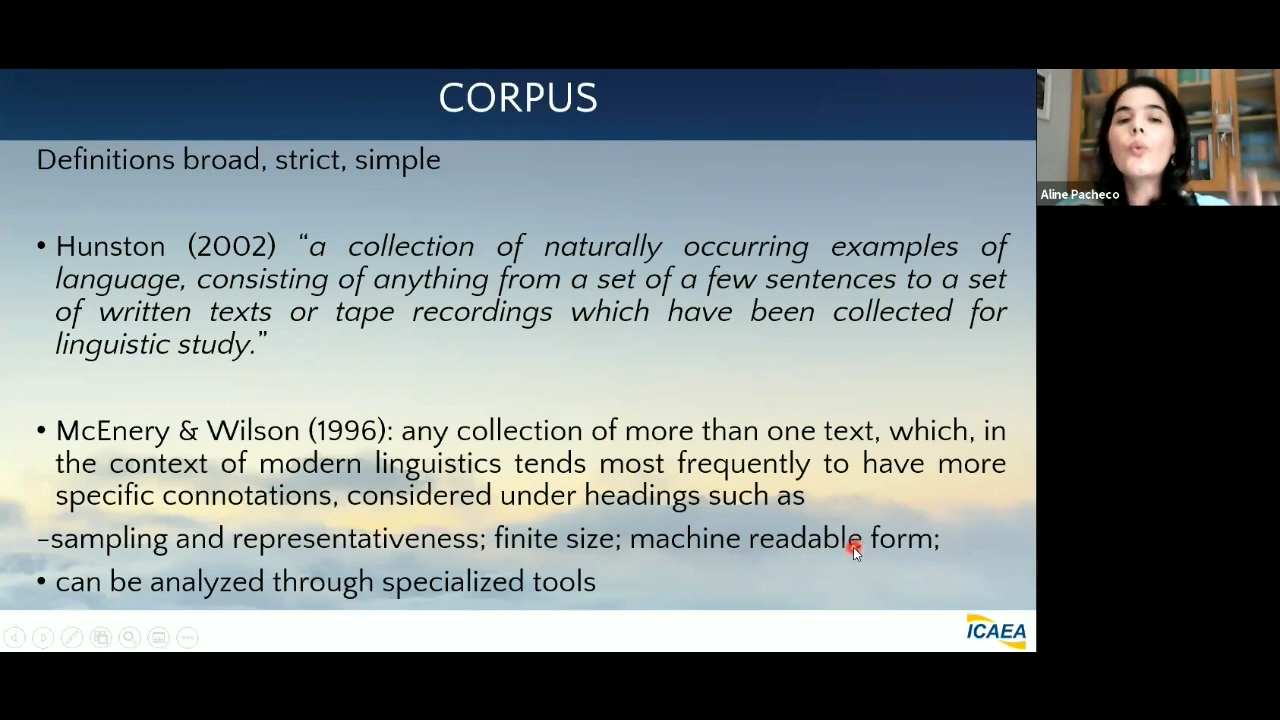 CORPUS
Definitions broad, strict, simple
• Hunston (2002) “a collection of naturally occurring examples of
language, consisting of anything from a set of a few sentences to a set
of written texts or tape recordings which have been collected for
linguistic study.”
• McEnery & Wilson (1996): any collection of more than one text, which, in
the context of modern linguistics tends most frequently to have more
specific connotations, considered under headings such as
–sampling and representativeness; finite size; machine readable form;
• can be analyzed through specialized tools
ICAEA
Aline Pacheco